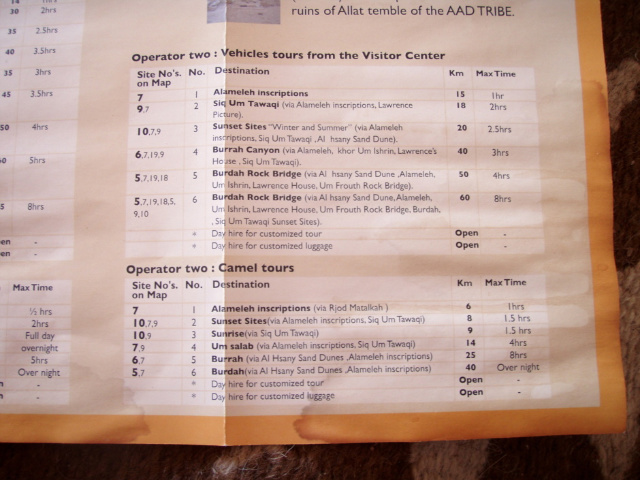 ruins of Allat temble of the AAD TRIBE.
30 2hrs
35 2.5hrs
40 3.5hrs
35 3hrs
45 3.5hrs
50 4hrs
5hrs
8hrs
Max Time
½ hrs
2hrs
Full day
overnight
5hrs
Over night
Operator two : Vehicles tours from the Visitor Center
Site No's. on Map No. Destination Km Max Time
7 1 Alameleh inscriptions 15 1hr
9,7 2 Siq Um Tawaqi (via Alameleh inscriptions, Lawrence 18 2hrs
Picture).
10,7,9 3 Sunset Sites "Winter and Summer" (via Alameleh 20 2.5hrs
inscriptions, Siq Um Tawaqi ,Al hsany Sand Dune).
6,7,19,9 4 Burrah Canyon (via Alameleh, khor Um Ishrin, Lawrence's 40 3hrs
House , Siq Um Tawaqi).
5,7,19,18 5 Burdah Rock Bridge (via Al hsany Sand Dune ,Alameleh, 50 4hrs
Um Ishrin, Lawrence House, Um Frouth Rock Bridge).
5,7,19,18,5, 6 Burdah Rock Bridge (via Al hsany Sand Dune,Alameleh, 60 8hrs
9,10 Um Ishrin, Lawrence House, Um Frouth Rock Bridge, Burdah,
, Siq Um Tawaqi Sunset Sites).
* Day hire for customized tour Open -
* Day hire for customized luggage Open -
Operator two : Camel tours
Site No's. on Map No. Destination Km Max Time
7 1 Alameleh inscriptions (via Rjod Matalkah ) 6 1hrs
10,7,9 2 Sunset Sites(via Alameleh inscriptions, Siq Um Tawaqi) 8 1.5 hrs
10,9 3 Sunrise(via Siq Um Tawaqi) 9 1.5 hrs
7,9 4 Um salab (via Alameleh inscriptions, Siq Um Tawaqi) 14 4hrs
6,7 5 Burrah (via Al Hsany Sand Dunes ,Alameleh inscriptions) 25 8hrs
5,7 6 Burdah(via Al Hsany Sand Dunes ,Alameleh inscriptions) 40 Over night
* Day hire for customized tour Open -
* Day hire for customized luggage Open -